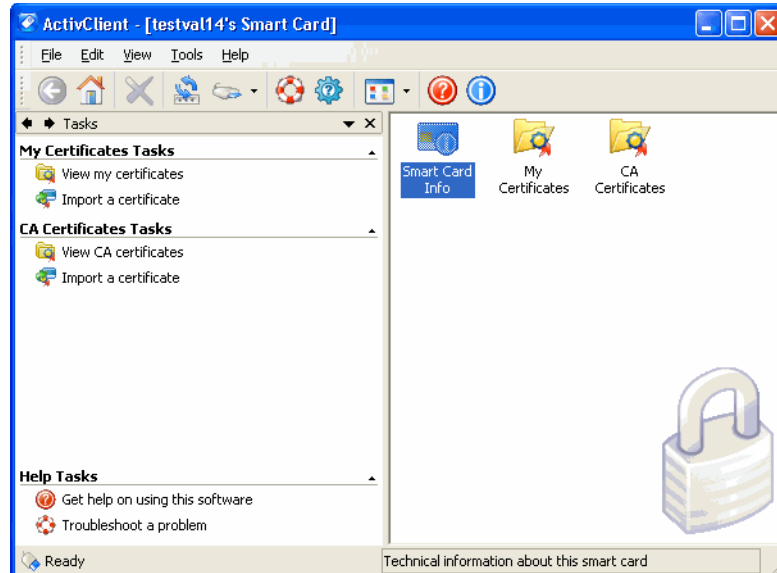 ActivClient - [testval14's Smart Card]
File Edit View Tools Help
Tasks
My Certificates Tasks
View my certificates
Import a certificate
CA Certificates Tasks
View CA certificates
Import a certificate
Help Tasks
Get help on using this software
Troubleshoot a problem
Smart Card
Info
My
Certificates
CA
Certificates
Ready
Technical information about this smart card